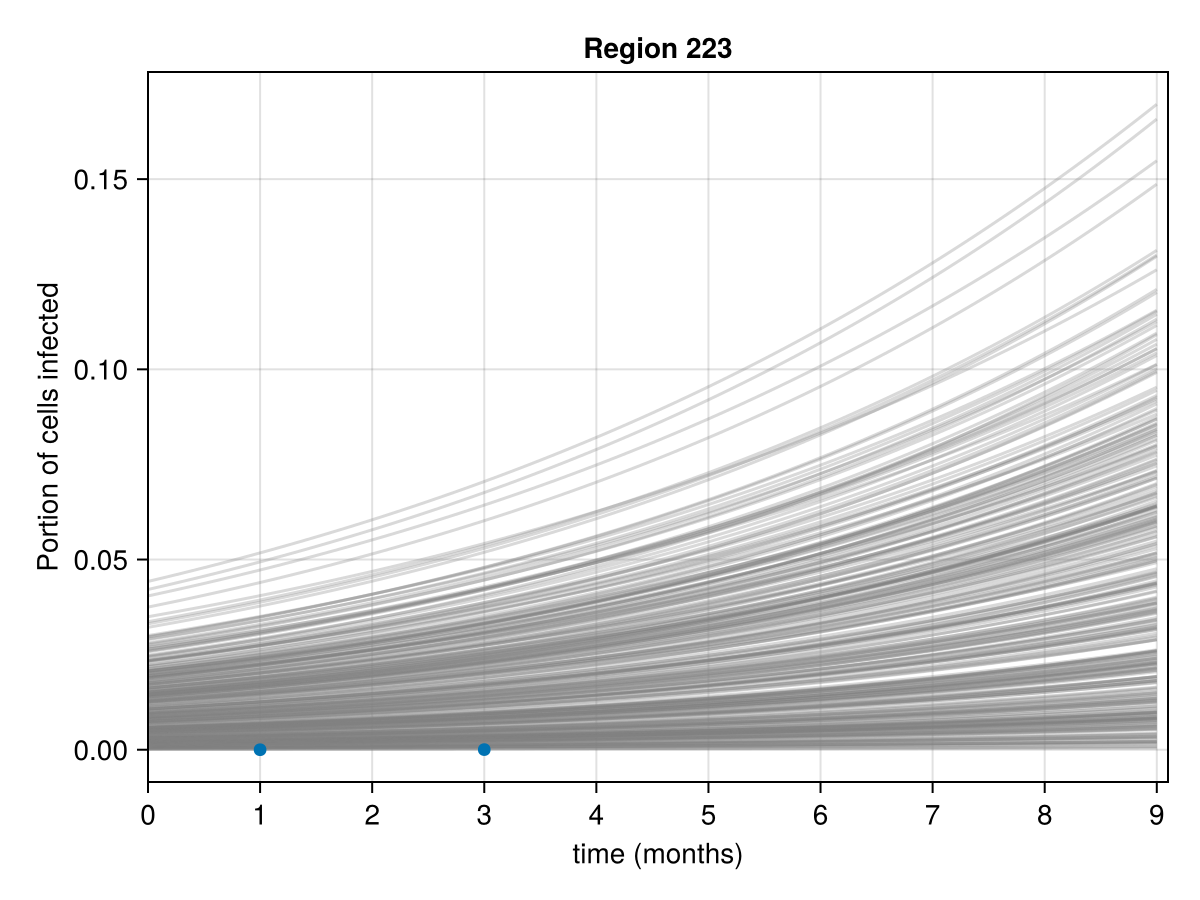 Region 223
Portion of cells infected
0.15
0.10
0.05
0.00
0 1 2 3 4 5 6 7 8 9
time (months)